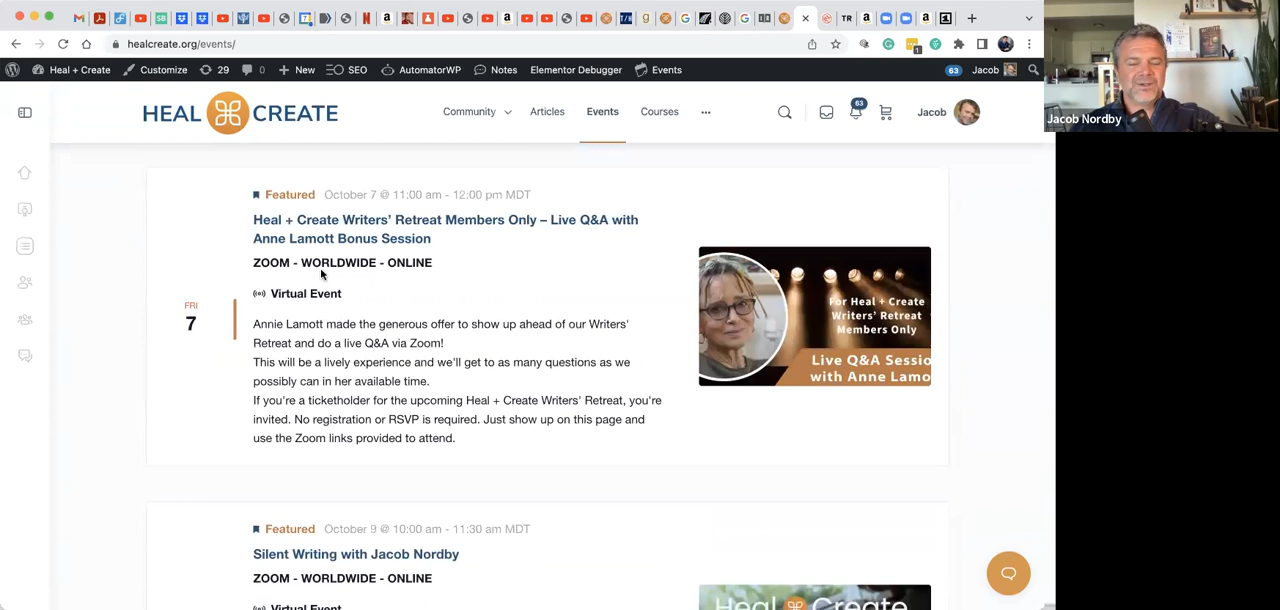 healcreate.org/events/
Heal + Create
Customize
29
0
New
SEO
AutomatorWP
Notes
Elementor Debugger
Events
63
Jacob
HEAL CREATE
Community
Articles
Events
Courses
63
Jacob
Jacob Nordby
Featured October 7 @ 11:00 am - 12:00 pm MDT
Heal + Create Writers’ Retreat Members Only – Live Q&A with
Anne Lamott Bonus Session
ZOOM - WORLDWIDE - ONLINE
Virtual Event
FRI
7
Annie Lamott made the generous offer to show up ahead of our Writers'
Retreat and do a live Q&A via Zoom!
This will be a lively experience and we'll get to as many questions as we
possibly can in her available time.
If you're a ticketholder for the upcoming Heal + Create Writers' Retreat, you're
invited. No registration or RSVP is required. Just show up on this page and
use the Zoom links provided to attend.
For Heal + Create
Writers' Retreat
Members Only
Live Q&A Sessio
with Anne Lamo
Featured October 9 @ 10:00 am - 11:30 am MDT
Silent Writing with Jacob Nordby
ZOOM - WORLDWIDE - ONLINE
Virtual Event
Heal Create